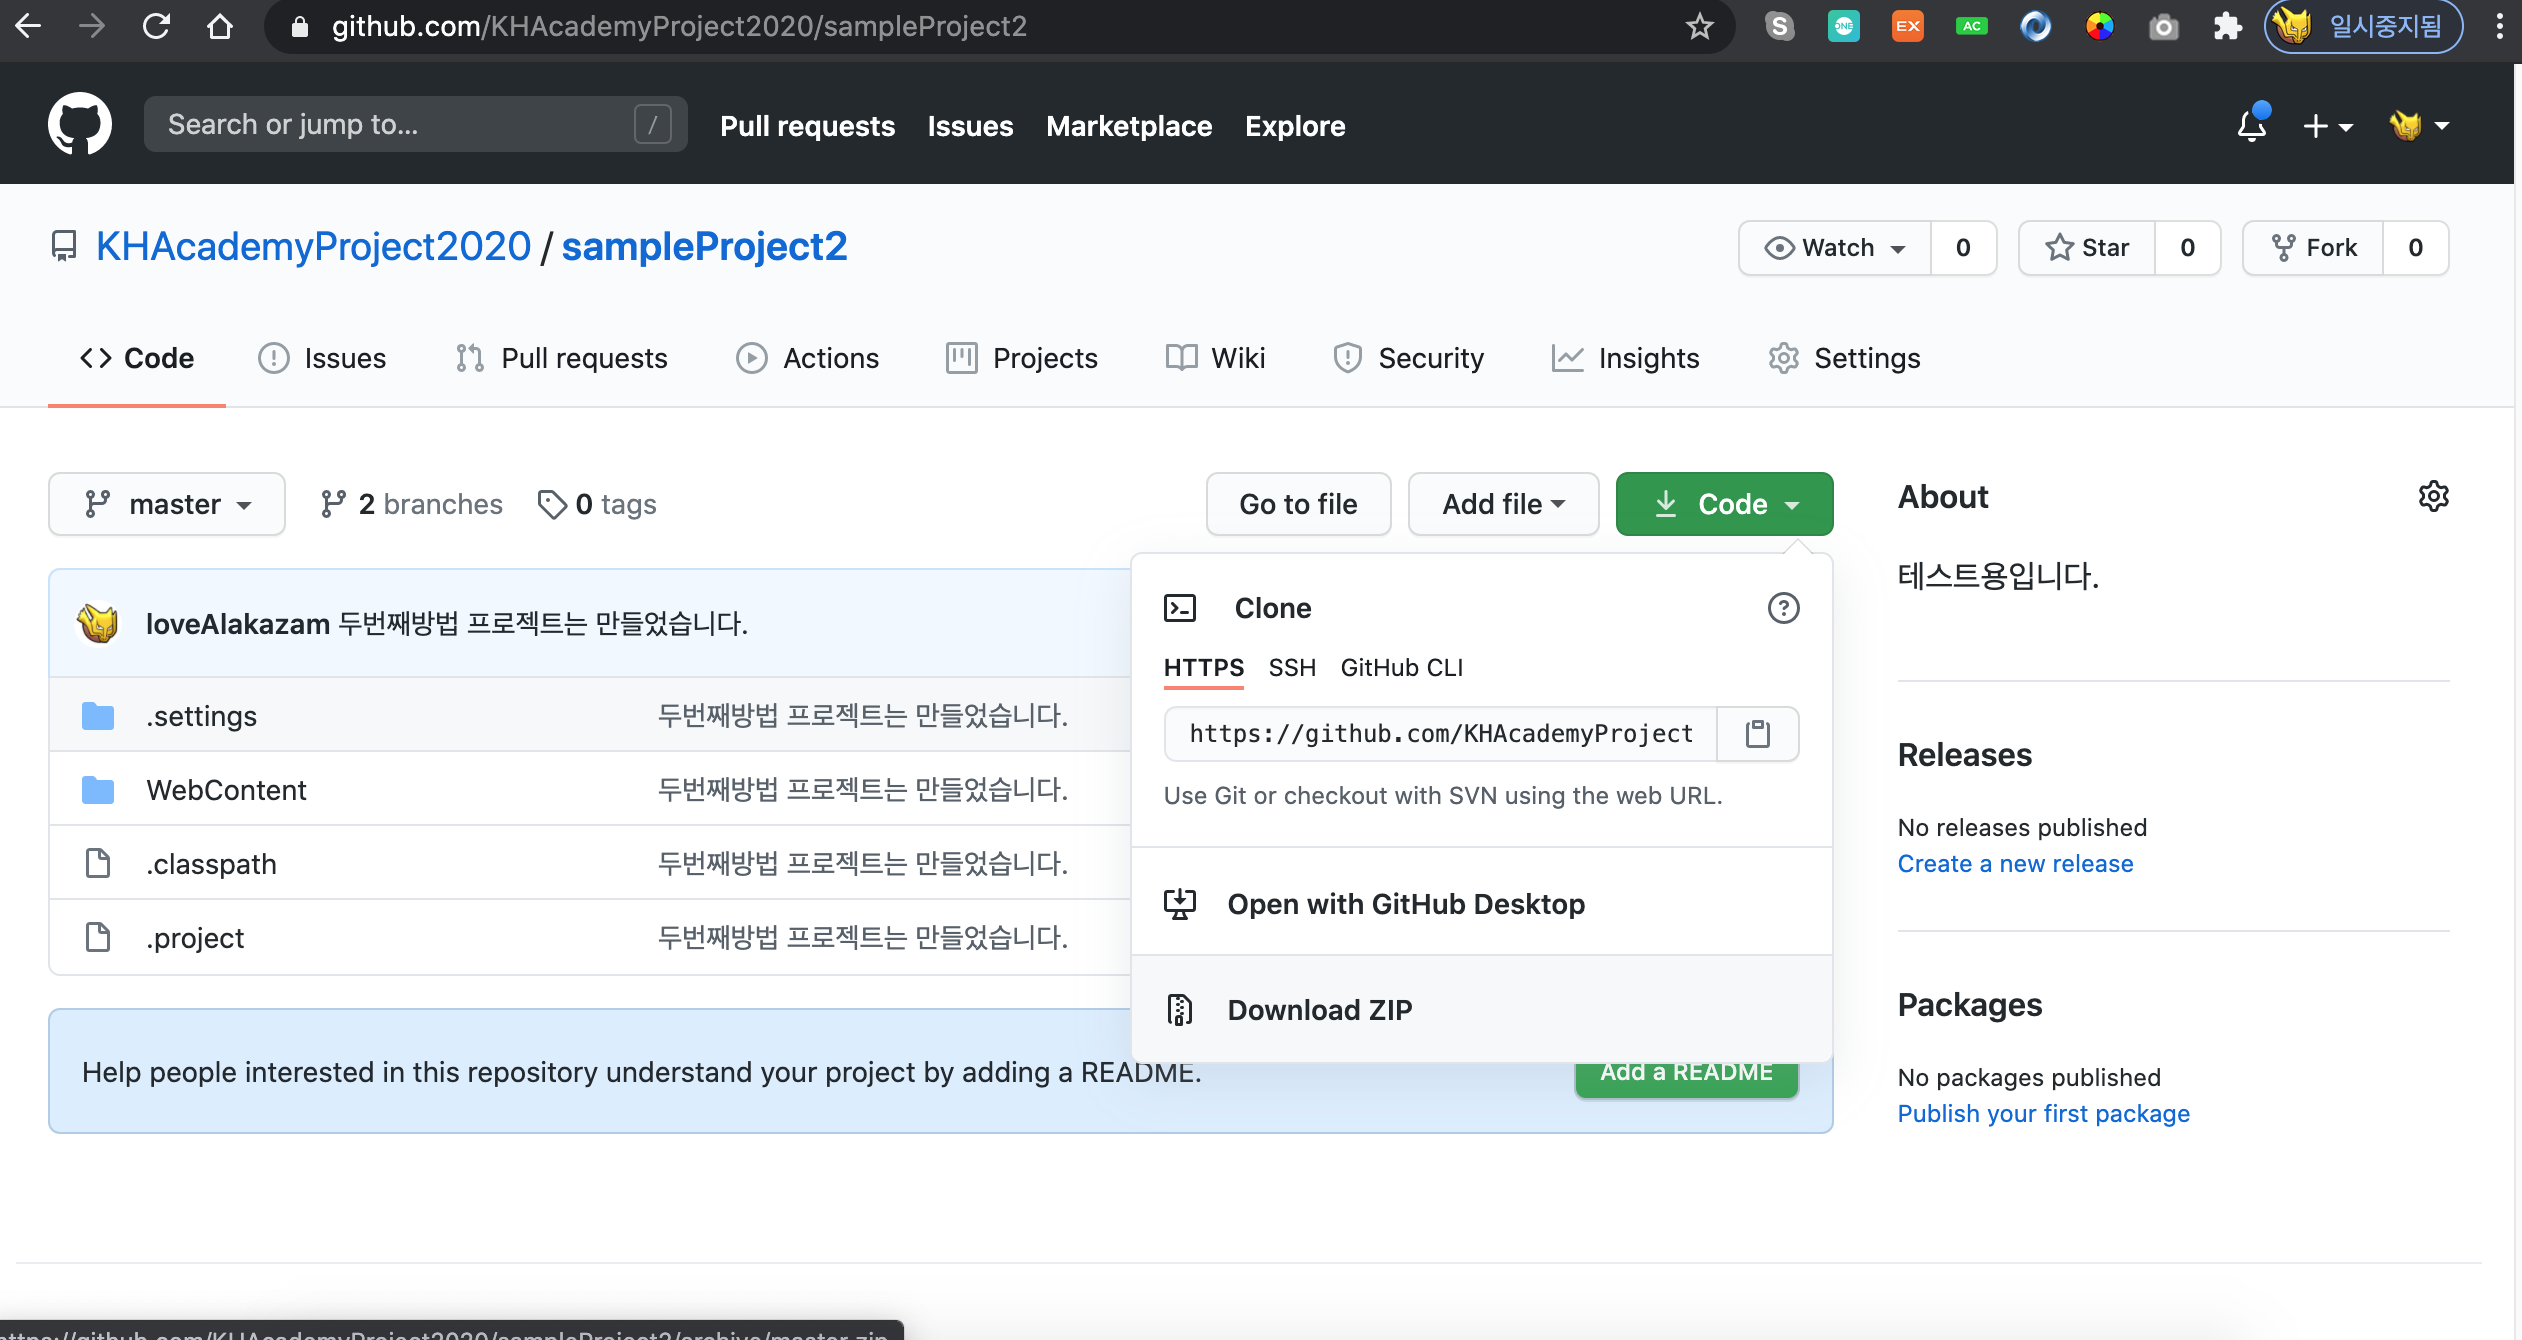 github.com/KHAcademyProject2020/sampleProject2
S
ONE
EX
AC
일시중지됨
Search or jump to...
/
Pull requests
Issues
Marketplace
Explore
KHAcademyProject2020 / sampleProject2
Watch
0
Star
0
Fork
0
Code
Issues
Pull requests
Actions
Projects
Wiki
Security
Insights
Settings
master
2 branches
0 tags
Go to file
Add file
Code
loveAlakazam 두번째방법 프로젝트는 만들었습니다.
.settings
두번째방법 프로젝트는 만들었습니다.
WebContent
두번째방법 프로젝트는 만들었습니다.
.classpath
두번째방법 프로젝트는 만들었습니다.
.project
두번째방법 프로젝트는 만들었습니다.
Clone
HTTPS
SSH
GitHub CLI
https://github.com/KHAcademyProject
Use Git or checkout with SVN using the web URL.
Open with GitHub Desktop
Download ZIP
Help people interested in this repository understand your project by adding a README.
Add a README
About
테스트용입니다.
Releases
No releases published
Create a new release
Packages
No packages published
Publish your first package
https://github.com/KHAcademyProject2020/sampleProject2/archive/master.zip